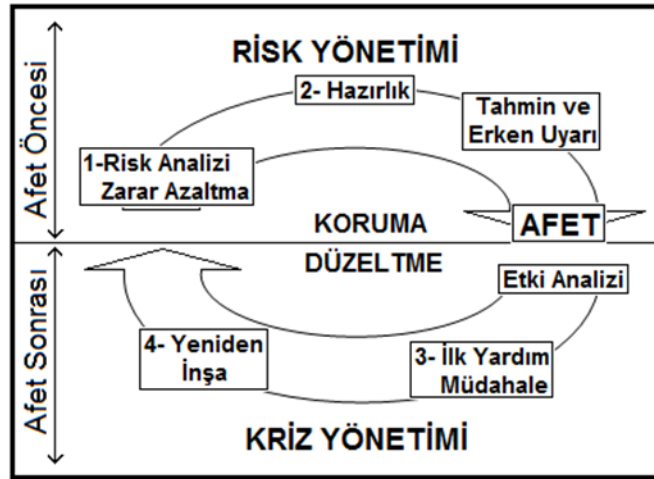 Afet Öncesi
RİSK YÖNETİMİ
2- Hazırlık
Tahmin ve
Erken Uyarı
1-Risk Analizi
Zarar Azaltma
KORUMA
AFET
Afet Sonrası
DÜZELTME
Etki Analizi
4- Yeniden
İnşa
3- İlk Yardım
Müdahale
KRİZ YÖNETİMİ